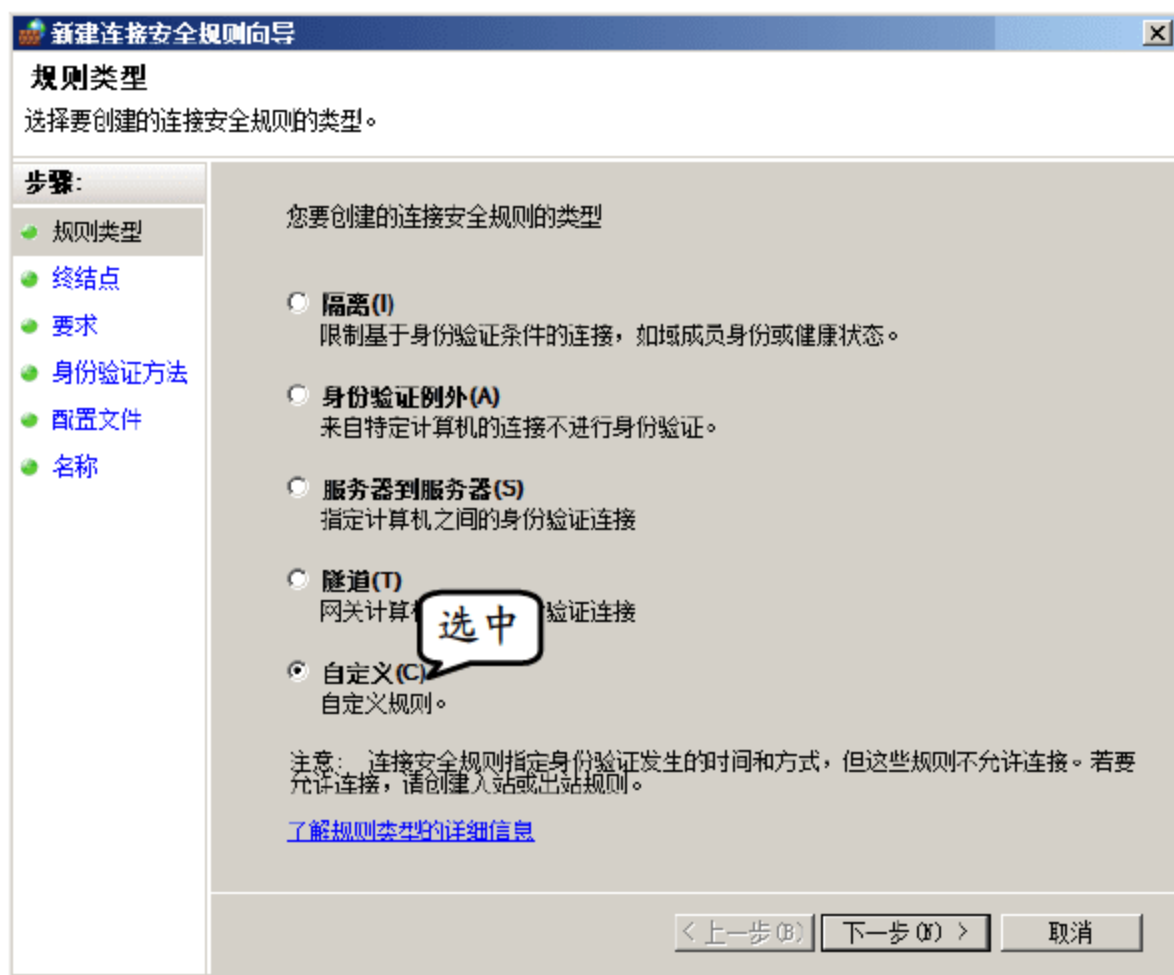 新建连接安全规则向导
规则类型
选择要创建的连接安全规则的类型。
步骤:
规则类型
终结点
要求
身份验证方法
配置文件
名称
您要创建的连接安全规则的类型
隔离(I)
限制基于身份验证条件的连接，如域成员身份或健康状态。
身份验证例外(A)
来自特定计算机的连接不进行身份验证。
服务器到服务器(S)
指定计算机之间的身份验证连接
隧道(T)
网关计算 验证连接
选中
自定义(C)
自定义规则。
注意: 连接安全规则指定身份验证发生的时间和方式，但这些规则不允许连接。若要
允许连接，请创建入站或出站规则。
了解规则类型的详细信息
< 上一步(B)
下一步(N) >
取消